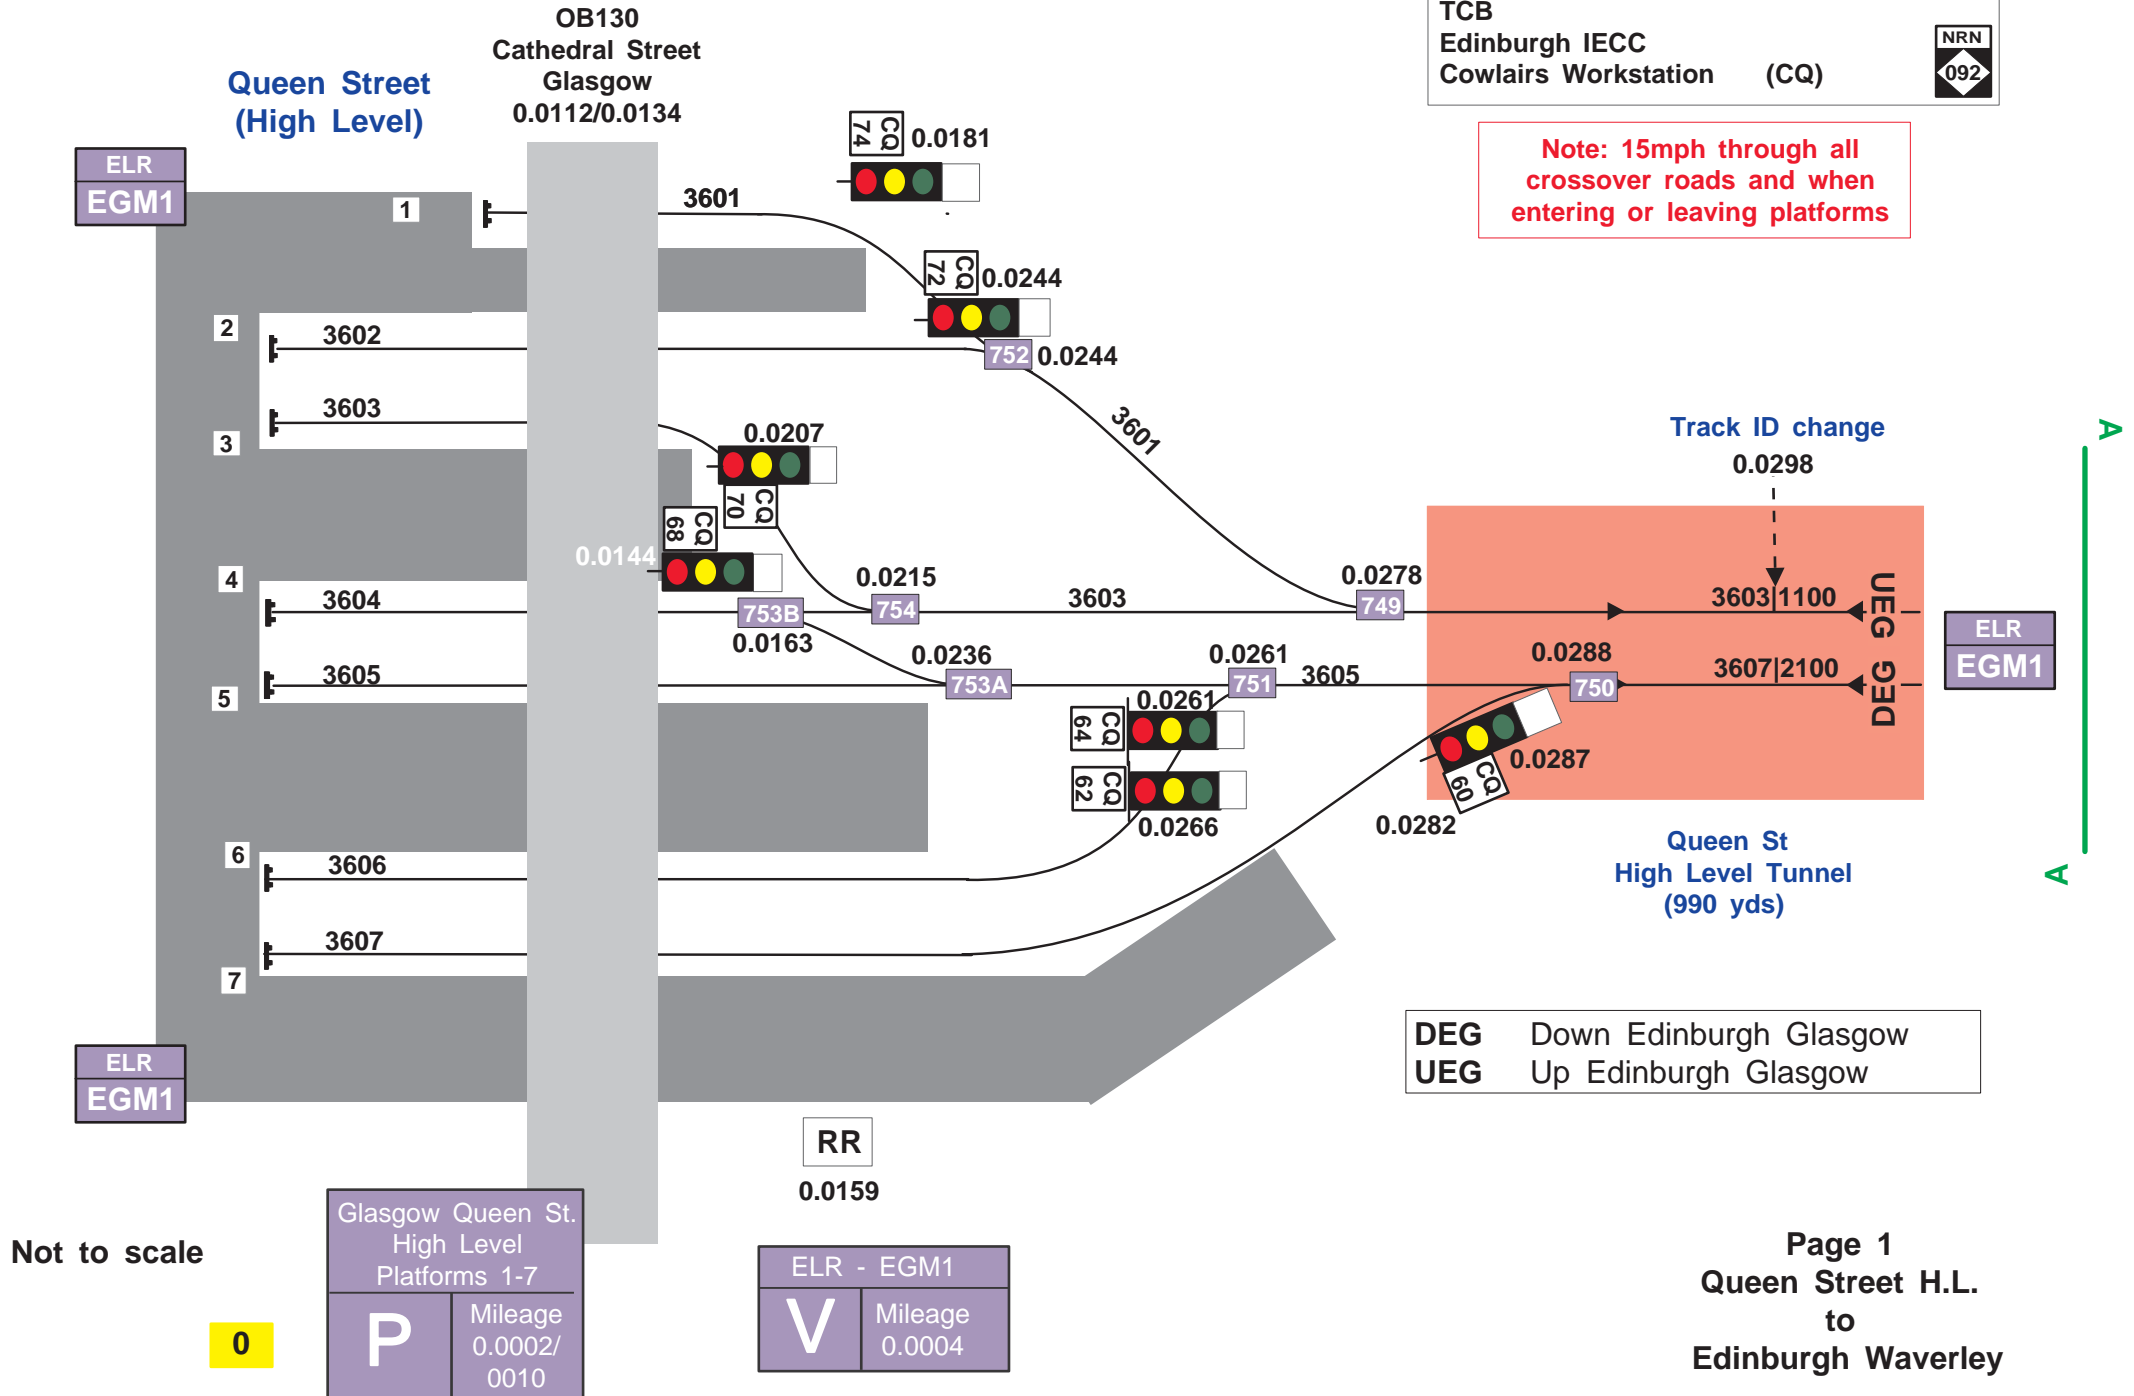 OB130
Cathedral Street
Glasgow
0.0112/0.0134
Queen Street
(High Level)
TCB
Edinburgh IECC
Cowlairs Workstation (CQ)
NRN
092
Note: 15mph through all
crossover roads and when
entering or leaving platforms
ELR
EGM1
1
3601
CQ
74
0.0181
CQ
72
0.0244
752
0.0244
2
3602
3
3603
0.0207
CQ
70
3601
Track ID change
0.0298
CQ
68
0.0144
4
3604
753B
0.0163
0.0215
754
3603
0.0278
749
3603|1100
UEG
5
3605
0.0236
753A
0.0261
751
3605
0.0288
750
3607|2100
DEG
ELR
EGM1
A
A
CQ
64
0.0261
CQ
62
0.0266
CQ
60
0.0287
0.0282
6
3606
7
3607
Queen St
High Level Tunnel
(990 yds)
DEG Down Edinburgh Glasgow
UEG Up Edinburgh Glasgow
ELR
EGM1
RR
0.0159
Not to scale
0
Glasgow Queen St.
High Level
Platforms 1-7
P
Mileage
0.0002/
0010
ELR - EGM1
V
Mileage
0.0004
Page 1
Queen Street H.L.
to
Edinburgh Waverley